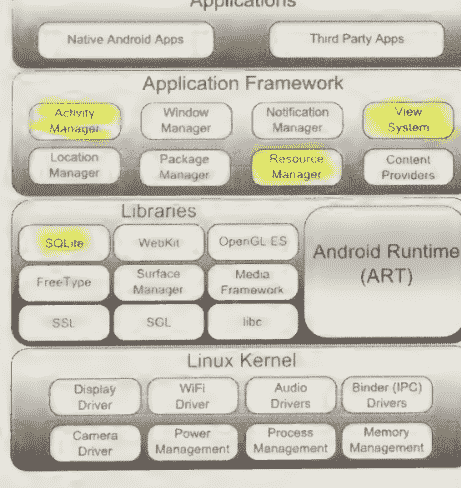 Applications
Native Android Apps
Third Party Apps
Application Framework
Activity
Manager
Window
Manager
Notification
Manager
View
System
Location
Manager
Package
Manager
Resource
Manager
Content
Providers
Libraries
SQLite
WebKit
OpenGL ES
FreeType
Surface
Manager
Media
Framework
SSL
SGL
libc
Android Runtime
(ART)
Linux Kernel
Display
Driver
WiFi
Driver
Audio
Drivers
Binder (IPC)
Drivers
Camera
Driver
Power
Management
Process
Management
Memory
Management